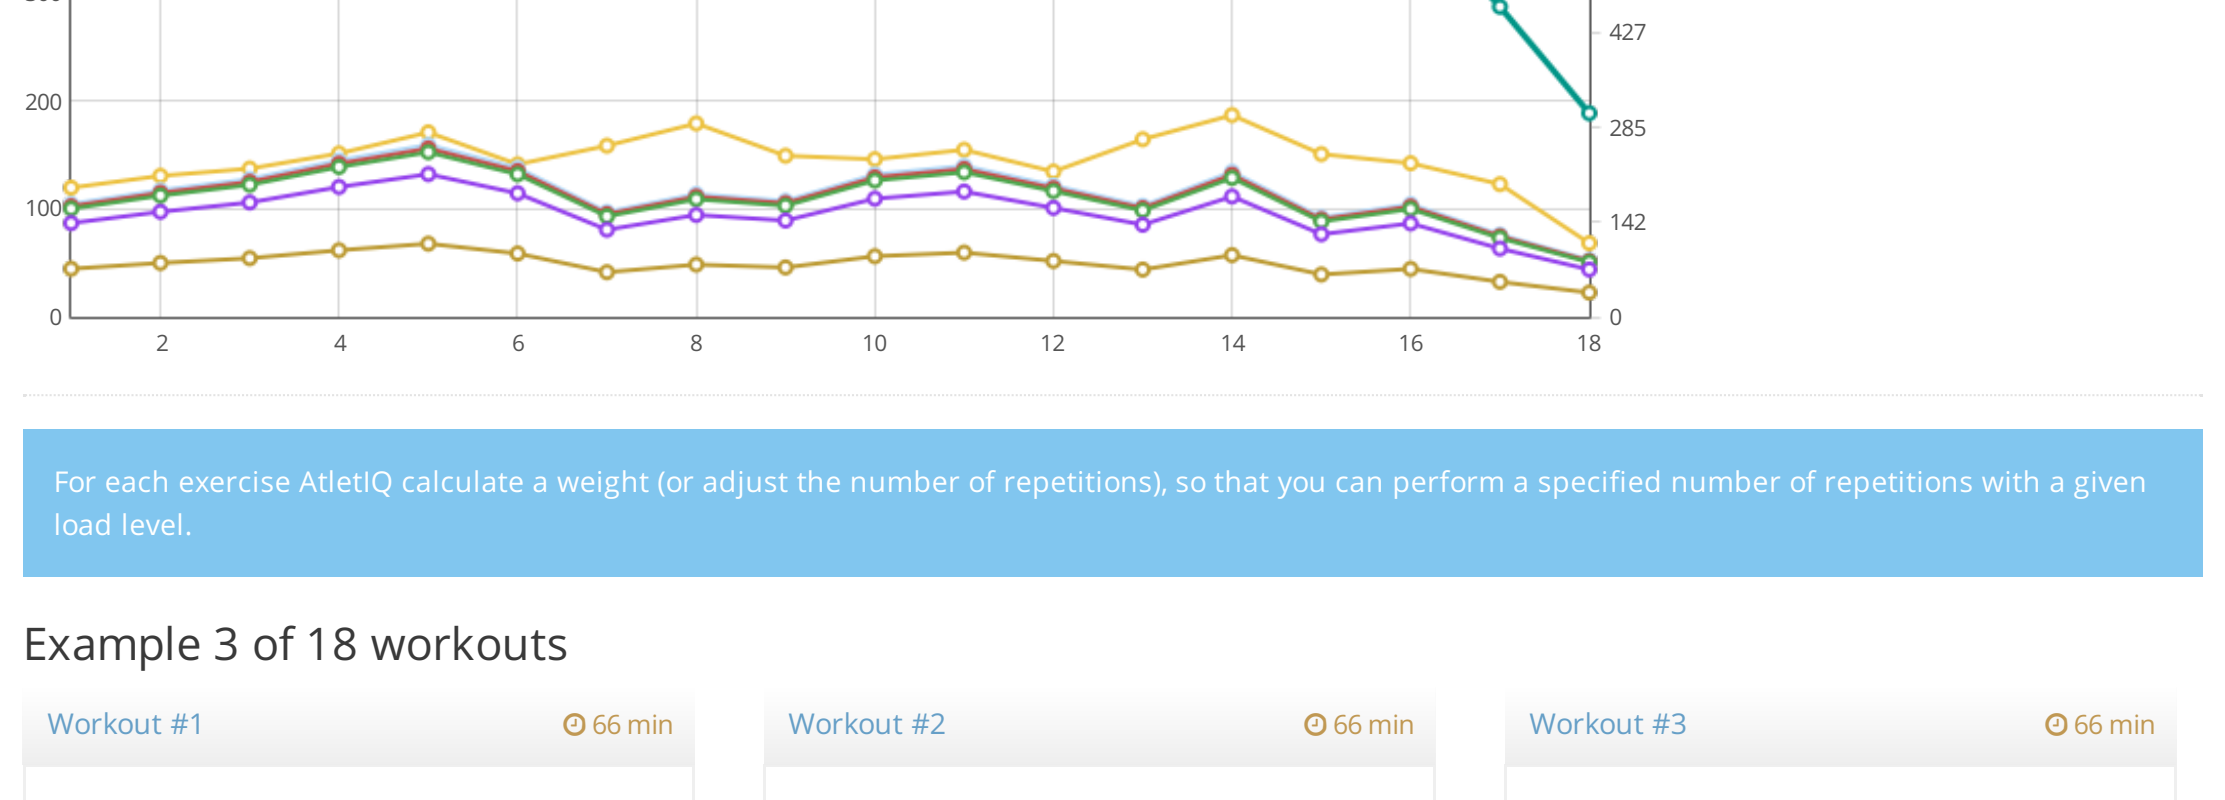 427
200
285
100
142
0
0
2 4 6 8 10 12 14 16 18
For each exercise AtletIQ calculate a weight (or adjust the number of repetitions), so that you can perform a specified number of repetitions with a given
load level.
Example 3 of 18 workouts
Workout #1 66 min Workout #2 66 min Workout #3 66 min